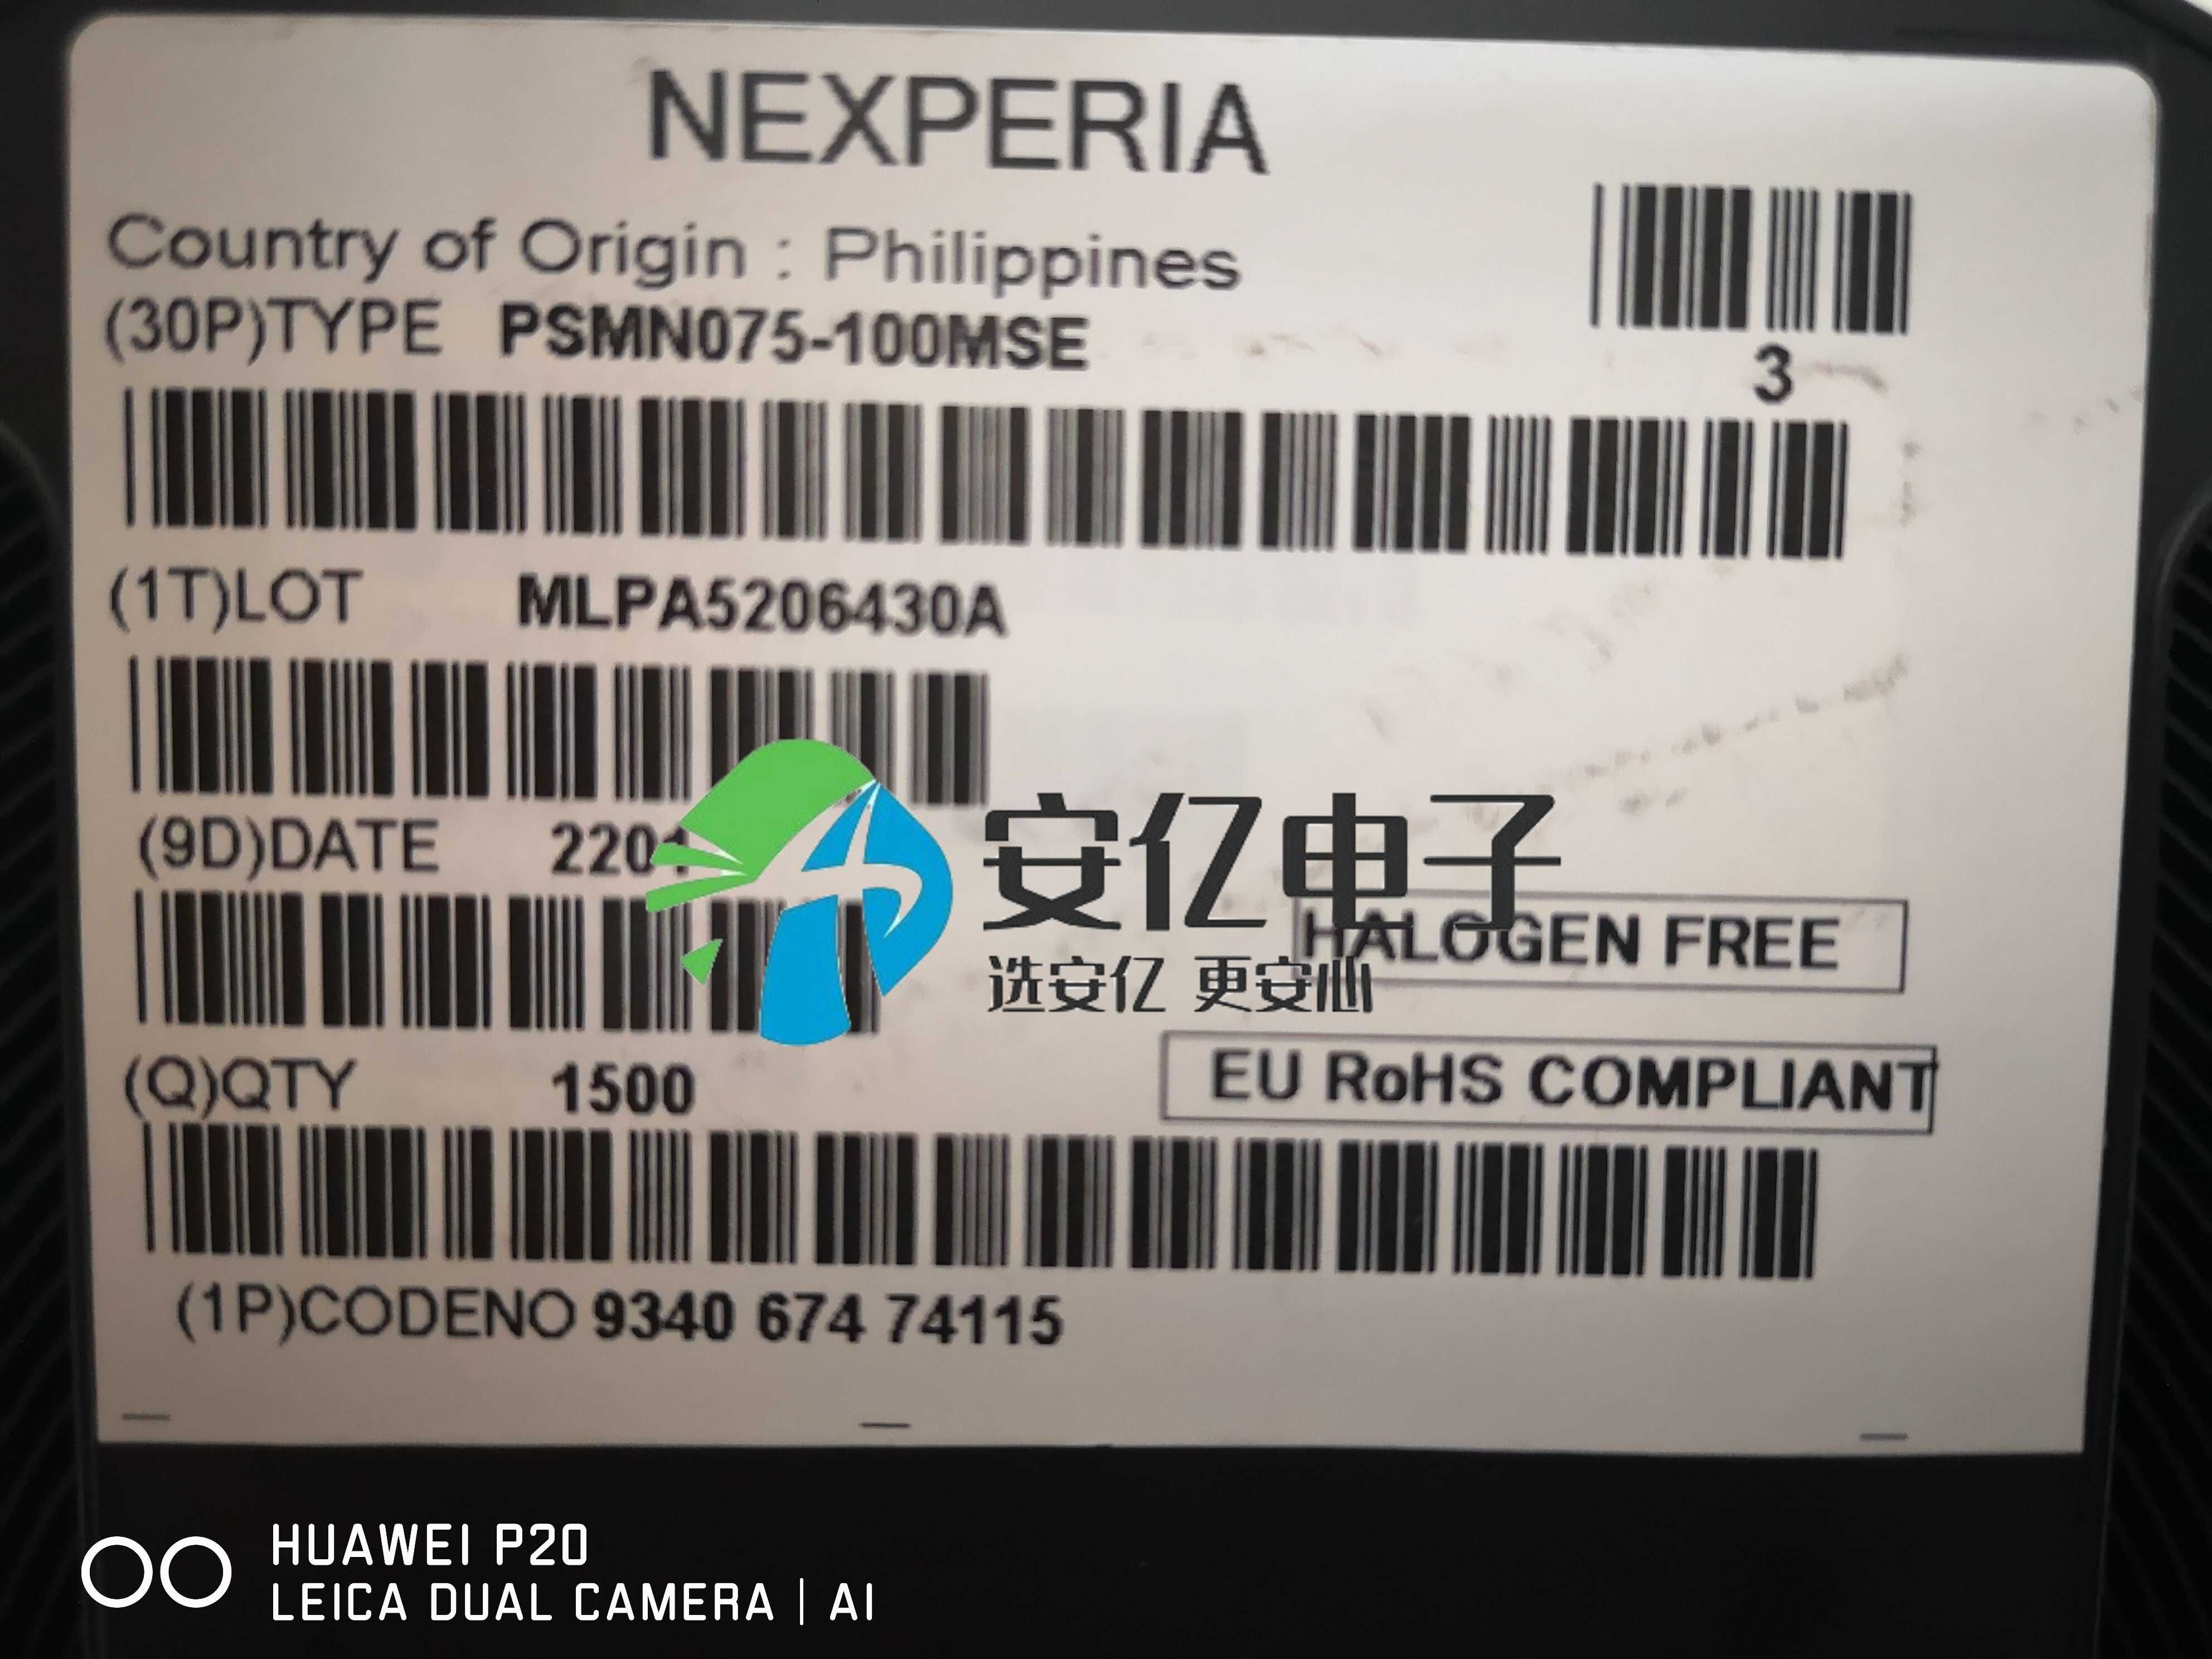 NEXPERIA
Country of Origin : Philippines
(30P)TYPE PSMN075-100MSE
3
(1T)LOT MLPA5206430A
(9D)DATE 2201
安亿电子
HALOGEN FREE
选安亿 更安心
(Q)QTY 1500
EU RoHS COMPLIANT
(1P)CODENO 9340 674 74115
HUAWEI P20
LEICA DUAL CAMERA | AI